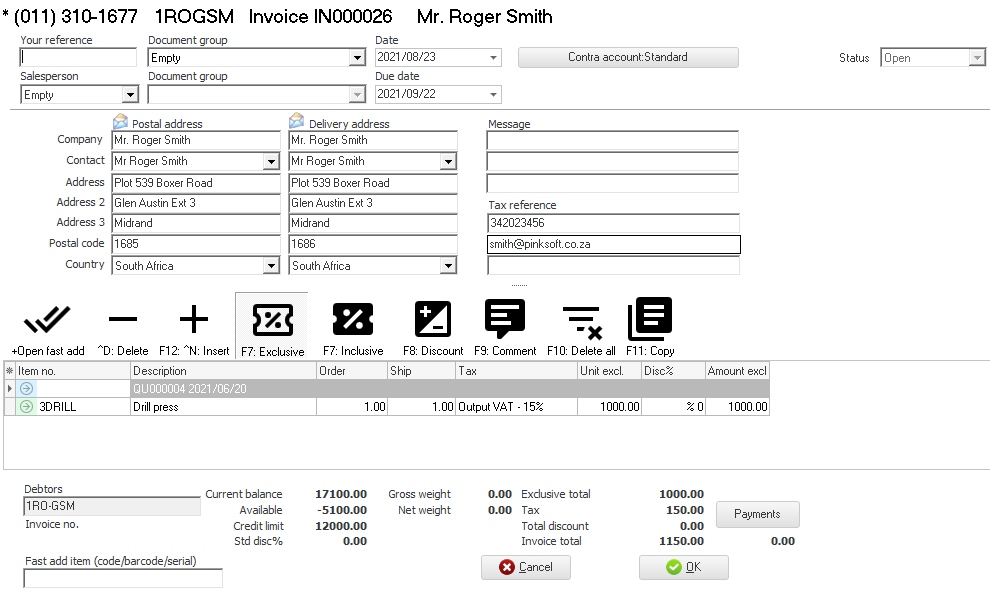 * (011) 310-1677 1ROGSM Invoice IN000026 Mr. Roger Smith
Your reference Document group Date
Empty 2021/08/23 Contra account:Standard Status Open
Salesperson Document group Due date
Empty 2021/09/22
Postal address Delivery address Message
Company Mr. Roger Smith Mr. Roger Smith
Contact Mr Roger Smith Mr Roger Smith
Address Plot 539 Boxer Road Plot 539 Boxer Road
Address 2 Glen Austin Ext 3 Glen Austin Ext 3 Tax reference
Address 3 Midrand Midrand 342023456
Postal code 1685 1686 smith@pinksoft.co.za
Country South Africa South Africa
+Open fast add ^D: Delete F12: ^N: Insert F7: Exclusive F7: Inclusive F8: Discount F9: Comment F10: Delete all F11: Copy
Item no. Description Order Ship Tax Unit excl. Disc% Amount excl
QU000004 2021/06/20
3DRILL Drill press 1.00 1.00 Output VAT - 15% 1000.00 % 0 1000.00
Debtors Current balance 17100.00 Gross weight 0.00 Exclusive total 1000.00
1RO-GSM Available -5100.00 Net weight 0.00 Tax 150.00 Payments
Invoice no. Credit limit 12000.00 Total discount 0.00
Std disc% 0.00 Invoice total 1150.00 0.00
Fast add item (code/barcode/serial) Cancel OK